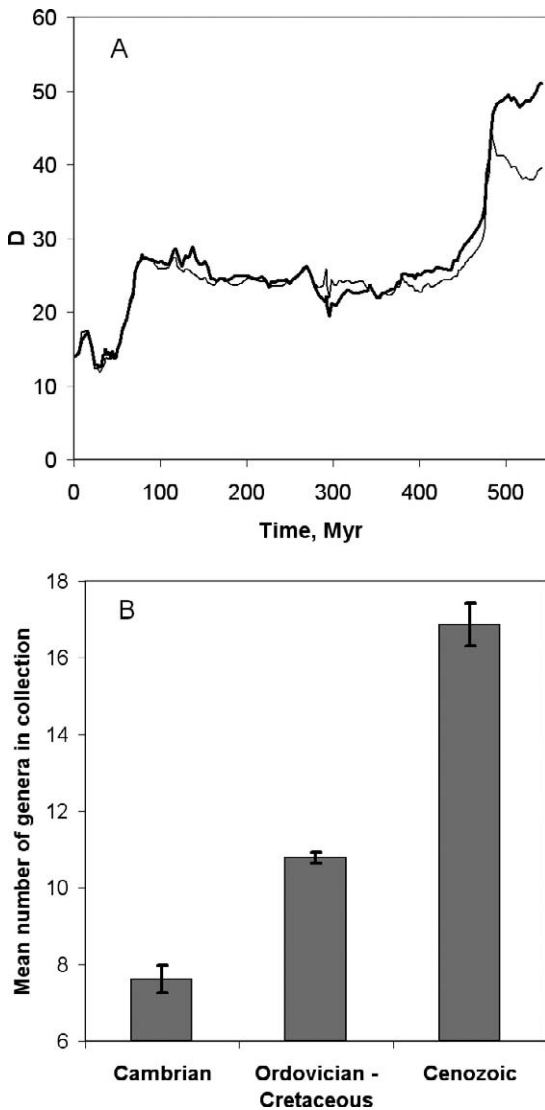 60
A
50
40
D
30
20
10
0
0 100 200 300 400 500
Time, Myr
18
B
16
Mean number of genera in collection
14
12
10
8
6
Cambrian Ordovician - Cenozoic
Cretaceous